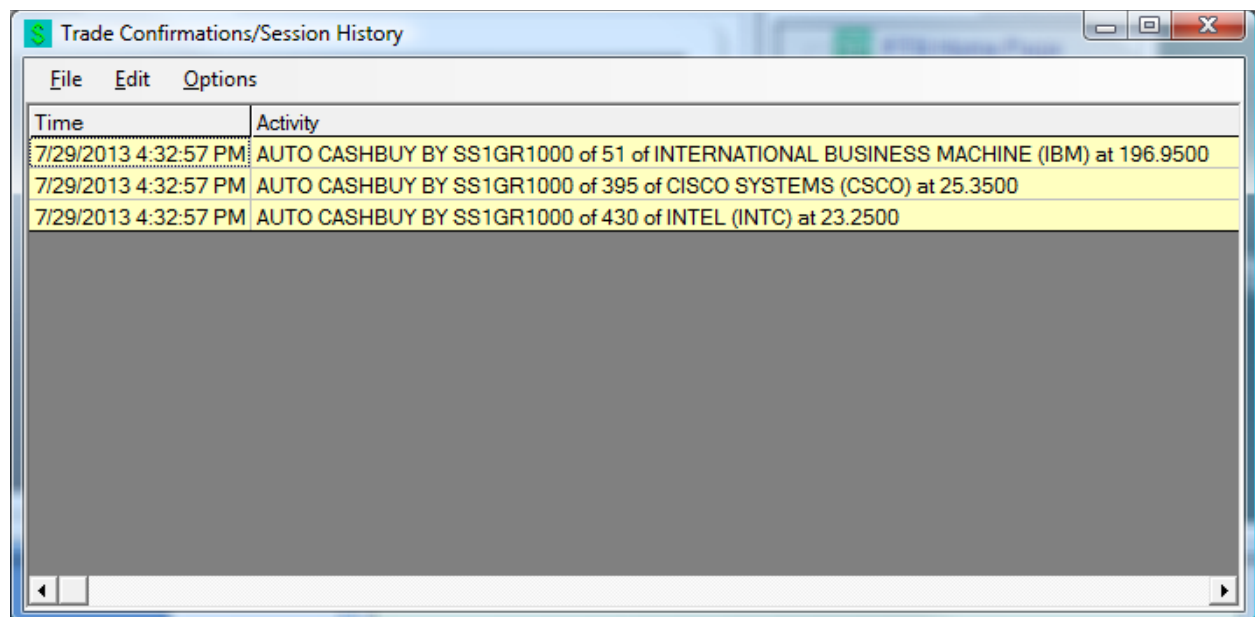 Trade Confirmations/Session History
File Edit Options
Time Activity
7/29/2013 4:32:57 PM AUTO CASHBUY BY SS1GR1000 of 51 of INTERNATIONAL BUSINESS MACHINE (IBM) at 196.9500
7/29/2013 4:32:57 PM AUTO CASHBUY BY SS1GR1000 of 395 of CISCO SYSTEMS (CSCO) at 25.3500
7/29/2013 4:32:57 PM AUTO CASHBUY BY SS1GR1000 of 430 of INTEL (INTC) at 23.2500